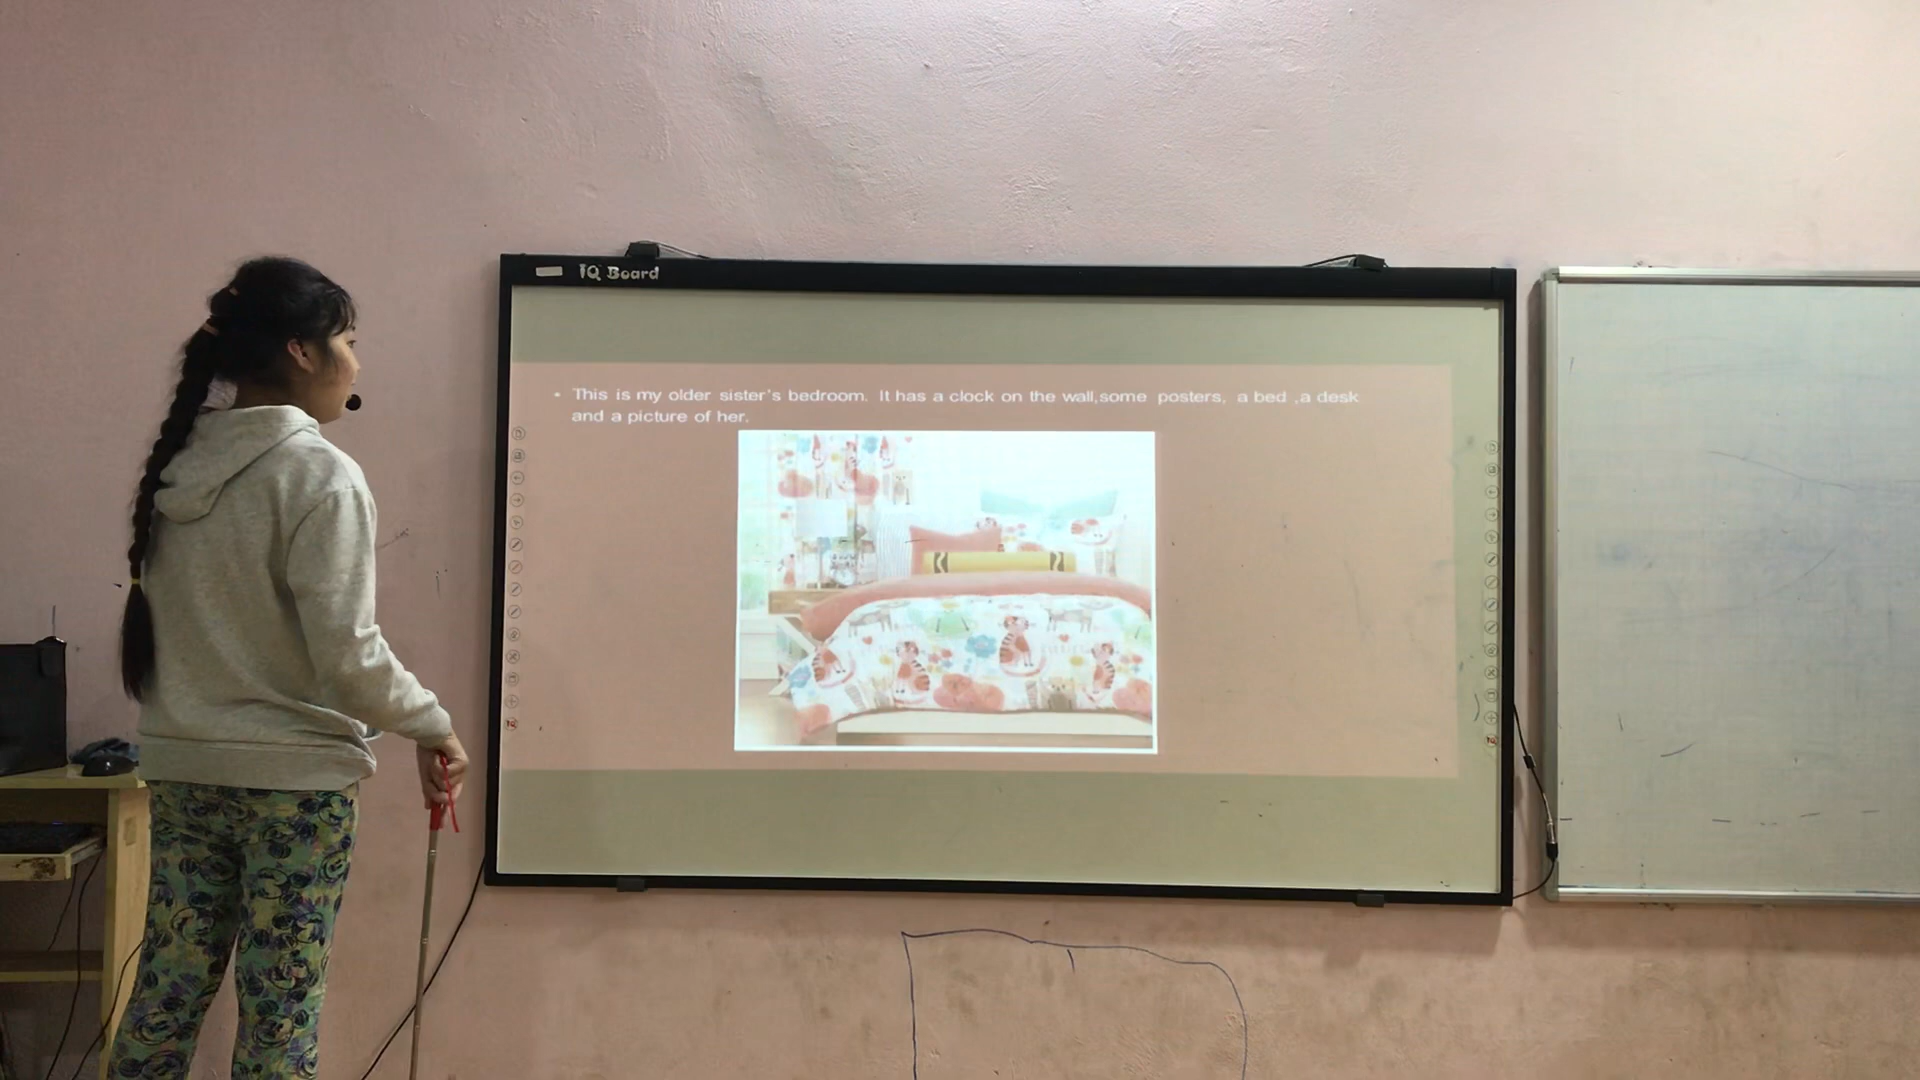 IQ Board
• This is my older sister's bedroom. It has a clock on the wall,some posters, a bed ,a desk
and a picture of her.